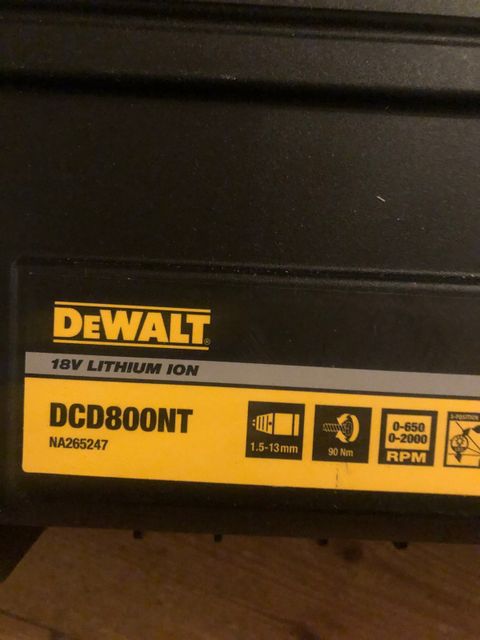 DEWALT®
18V LITHIUM ION
DCD800NT
NA265247
1.5-13mm
90 Nm
0-650
0-2000
RPM